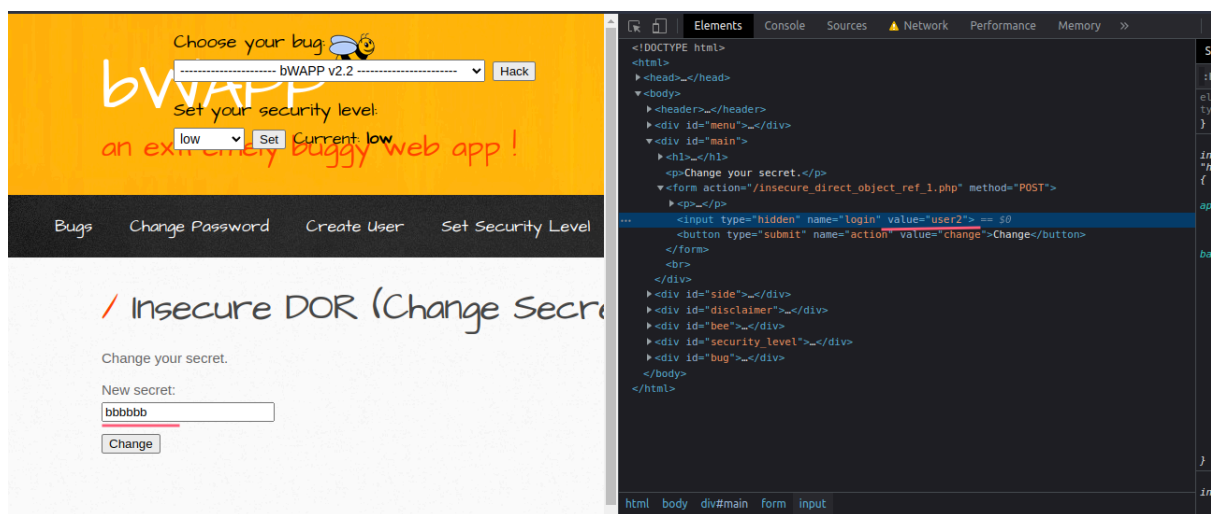 Choose your bug:
---------------------- bWAPP v2.2 ---------------------- Hack
bWAPP
Set your security level:
low Set Current: low
an extremely buggy web app !
Bugs Change Password Create User Set Security Level
/ Insecure DOR (Change Secre
Change your secret.
New secret:
bbbbbb
Change
Elements Console Sources Network Performance Memory »
<!DOCTYPE html>
<html>
<head>…</head>
<body>
<header>…</header>
<div id="menu">…</div>
<div id="main">
<h1>…</h1>
<p>Change your secret.</p>
<form action="/insecure_direct_object_ref_1.php" method="POST">
<p>…</p>
… <input type="hidden" name="login" value="user2"> == $0
<button type="submit" name="action" value="change">Change</button>
</form>
<br>
</div>
<div id="side">…</div>
<div id="disclaimer">…</div>
<div id="bee">…</div>
<div id="security_level">…</div>
<div id="bug">…</div>
</body>
</html>
html body div#main form input